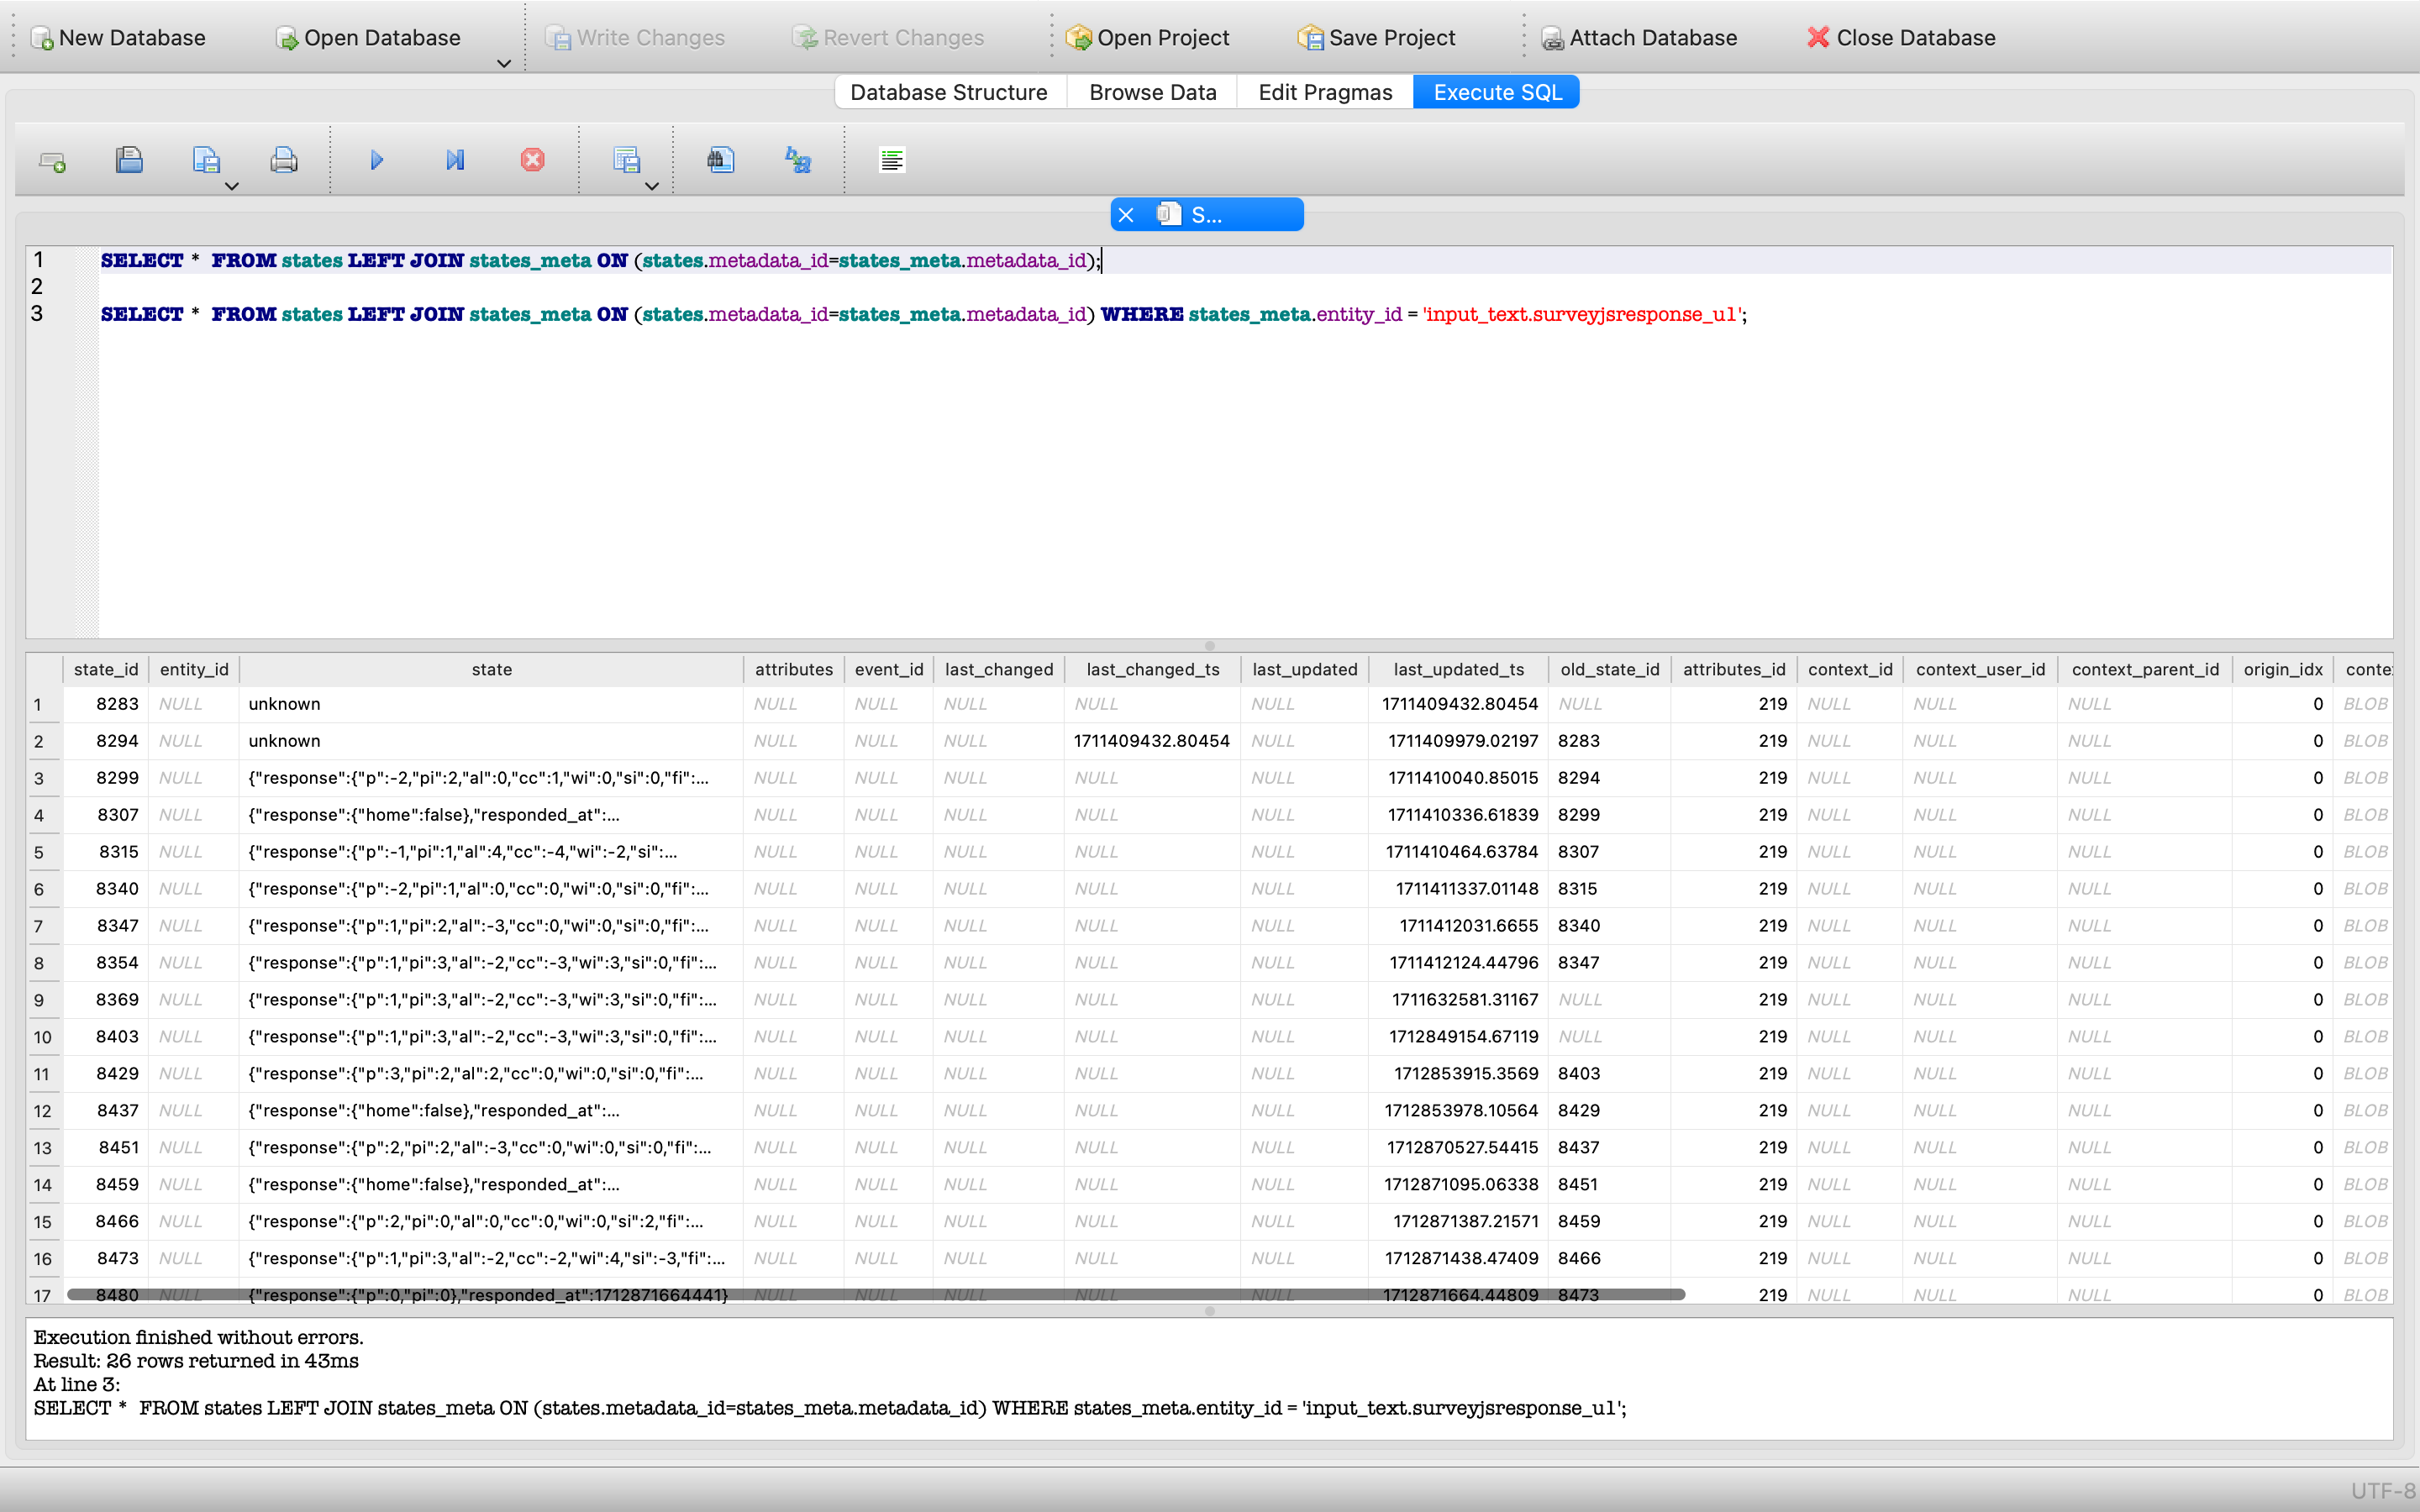 New Database Open Database Write Changes Revert Changes Open Project Save Project Attach Database Close Database
Database Structure Browse Data Edit Pragmas Execute SQL
S...
1 SELECT * FROM states LEFT JOIN states_meta ON (states.metadata_id=states_meta.metadata_id);
2
3 SELECT * FROM states LEFT JOIN states_meta ON (states.metadata_id=states_meta.metadata_id) WHERE states_meta.entity_id = 'input_text.surveyjsresponse_u1';
state_id entity_id state attributes event_id last_changed last_changed_ts last_updated last_updated_ts old_state_id attributes_id context_id context_user_id context_parent_id origin_idx conte
1 8283 NULL unknown NULL NULL NULL NULL NULL 1711409432.80454 NULL 219 NULL NULL NULL 0 BLOB
2 8294 NULL unknown NULL NULL NULL 1711409432.80454 NULL 1711409979.02197 8283 219 NULL NULL NULL 0 BLOB
3 8299 NULL {"response":{"p":-2,"pi":2,"al":0,"cc":1,"wi":0,"si":0,"fi":... NULL NULL NULL NULL NULL 1711410040.85015 8294 219 NULL NULL NULL 0 BLOB
4 8307 NULL {"response":{"home":false},"responded_at":... NULL NULL NULL NULL NULL 1711410336.61839 8299 219 NULL NULL NULL 0 BLOB
5 8315 NULL {"response":{"p":-1,"pi":1,"al":4,"cc":-4,"wi":-2,"si":... NULL NULL NULL NULL NULL 1711410464.63784 8307 219 NULL NULL NULL 0 BLOB
6 8340 NULL {"response":{"p":-2,"pi":1,"al":0,"cc":0,"wi":0,"si":0,"fi":... NULL NULL NULL NULL NULL 1711411337.01148 8315 219 NULL NULL NULL 0 BLOB
7 8347 NULL {"response":{"p":1,"pi":2,"al":-3,"cc":0,"wi":0,"si":0,"fi":... NULL NULL NULL NULL NULL 1711412031.6655 8340 219 NULL NULL NULL 0 BLOB
8 8354 NULL {"response":{"p":1,"pi":3,"al":-2,"cc":-3,"wi":3,"si":0,"fi":... NULL NULL NULL NULL NULL 1711412124.44796 8347 219 NULL NULL NULL 0 BLOB
9 8369 NULL {"response":{"p":1,"pi":3,"al":-2,"cc":-3,"wi":3,"si":0,"fi":... NULL NULL NULL NULL NULL 1711632581.31167 NULL 219 NULL NULL NULL 0 BLOB
10 8403 NULL {"response":{"p":1,"pi":3,"al":-2,"cc":-3,"wi":3,"si":0,"fi":... NULL NULL NULL NULL NULL 1712849154.67119 NULL 219 NULL NULL NULL 0 BLOB
11 8429 NULL {"response":{"p":3,"pi":2,"al":2,"cc":0,"wi":0,"si":0,"fi":... NULL NULL NULL NULL NULL 1712853915.3569 8403 219 NULL NULL NULL 0 BLOB
12 8437 NULL {"response":{"home":false},"responded_at":... NULL NULL NULL NULL NULL 1712853978.10564 8429 219 NULL NULL NULL 0 BLOB
13 8451 NULL {"response":{"p":2,"pi":2,"al":-3,"cc":0,"wi":0,"si":0,"fi":... NULL NULL NULL NULL NULL 1712870527.54415 8437 219 NULL NULL NULL 0 BLOB
14 8459 NULL {"response":{"home":false},"responded_at":... NULL NULL NULL NULL NULL 1712871095.06338 8451 219 NULL NULL NULL 0 BLOB
15 8466 NULL {"response":{"p":2,"pi":0,"al":0,"cc":0,"wi":0,"si":2,"fi":... NULL NULL NULL NULL NULL 1712871387.21571 8459 219 NULL NULL NULL 0 BLOB
16 8473 NULL {"response":{"p":1,"pi":3,"al":-2,"cc":-2,"wi":4,"si":-3,"fi":... NULL NULL NULL NULL NULL 1712871438.47409 8466 219 NULL NULL NULL 0 BLOB
17 8480 NULL {"response":{"p":0,"pi":0},"responded_at":1712871664441} NULL NULL NULL NULL NULL 1712871664.44809 8473 219 NULL NULL NULL 0 BLOB
Execution finished without errors.
Result: 26 rows returned in 43ms
At line 3:
SELECT * FROM states LEFT JOIN states_meta ON (states.metadata_id=states_meta.metadata_id) WHERE states_meta.entity_id = 'input_text.surveyjsresponse_u1';
UTF-8